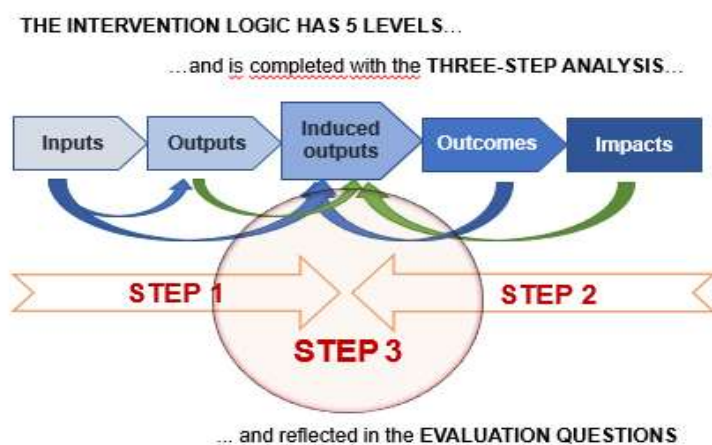 THE INTERVENTION LOGIC HAS 5 LEVELS…
…and is completed with the THREE-STEP ANALYSIS…
Inputs
Outputs
Induced
outputs
Outcomes
Impacts
STEP 1
STEP 2
STEP 3
... and reflected in the EVALUATION QUESTIONS